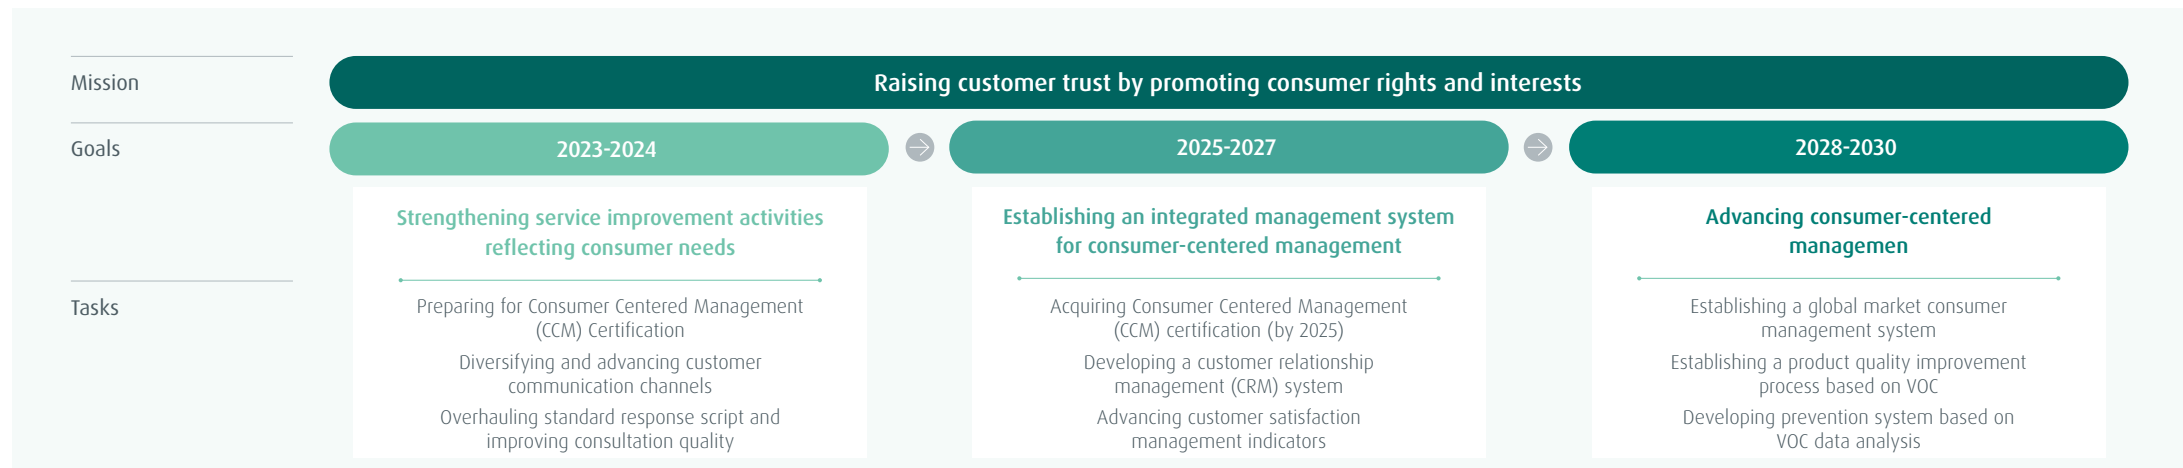 Mission
Raising customer trust by promoting consumer rights and interests
Goals
2023-2024
2025-2027
2028-2030
Strengthening service improvement activities
reflecting consumer needs
Establishing an integrated management system
for consumer-centered management
Advancing consumer-centered
managemen
Tasks
Preparing for Consumer Centered Management
(CCM) Certification
Diversifying and advancing customer
communication channels
Overhauling standard response script and
improving consultation quality
Acquiring Consumer Centered Management
(CCM) certification (by 2025)
Developing a customer relationship
management (CRM) system
Advancing customer satisfaction
management indicators
Establishing a global market consumer
management system
Establishing a product quality improvement
process based on VOC
Developing prevention system based on
VOC data analysis